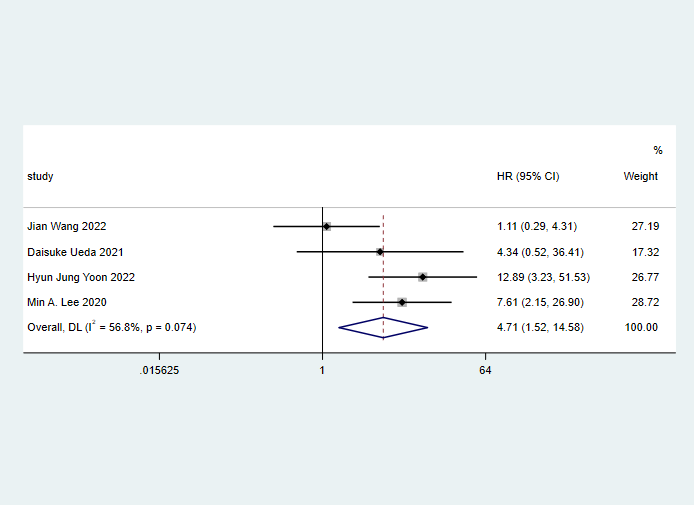 %
study HR (95% CI) Weight
Jian Wang 2022 1.11 (0.29, 4.31) 27.19
Daisuke Ueda 2021 4.34 (0.52, 36.41) 17.32
Hyun Jung Yoon 2022 12.89 (3.23, 51.53) 26.77
Min A. Lee 2020 7.61 (2.15, 26.90) 28.72
Overall, DL (I² = 56.8%, p = 0.074) 4.71 (1.52, 14.58) 100.00
.015625 1 64